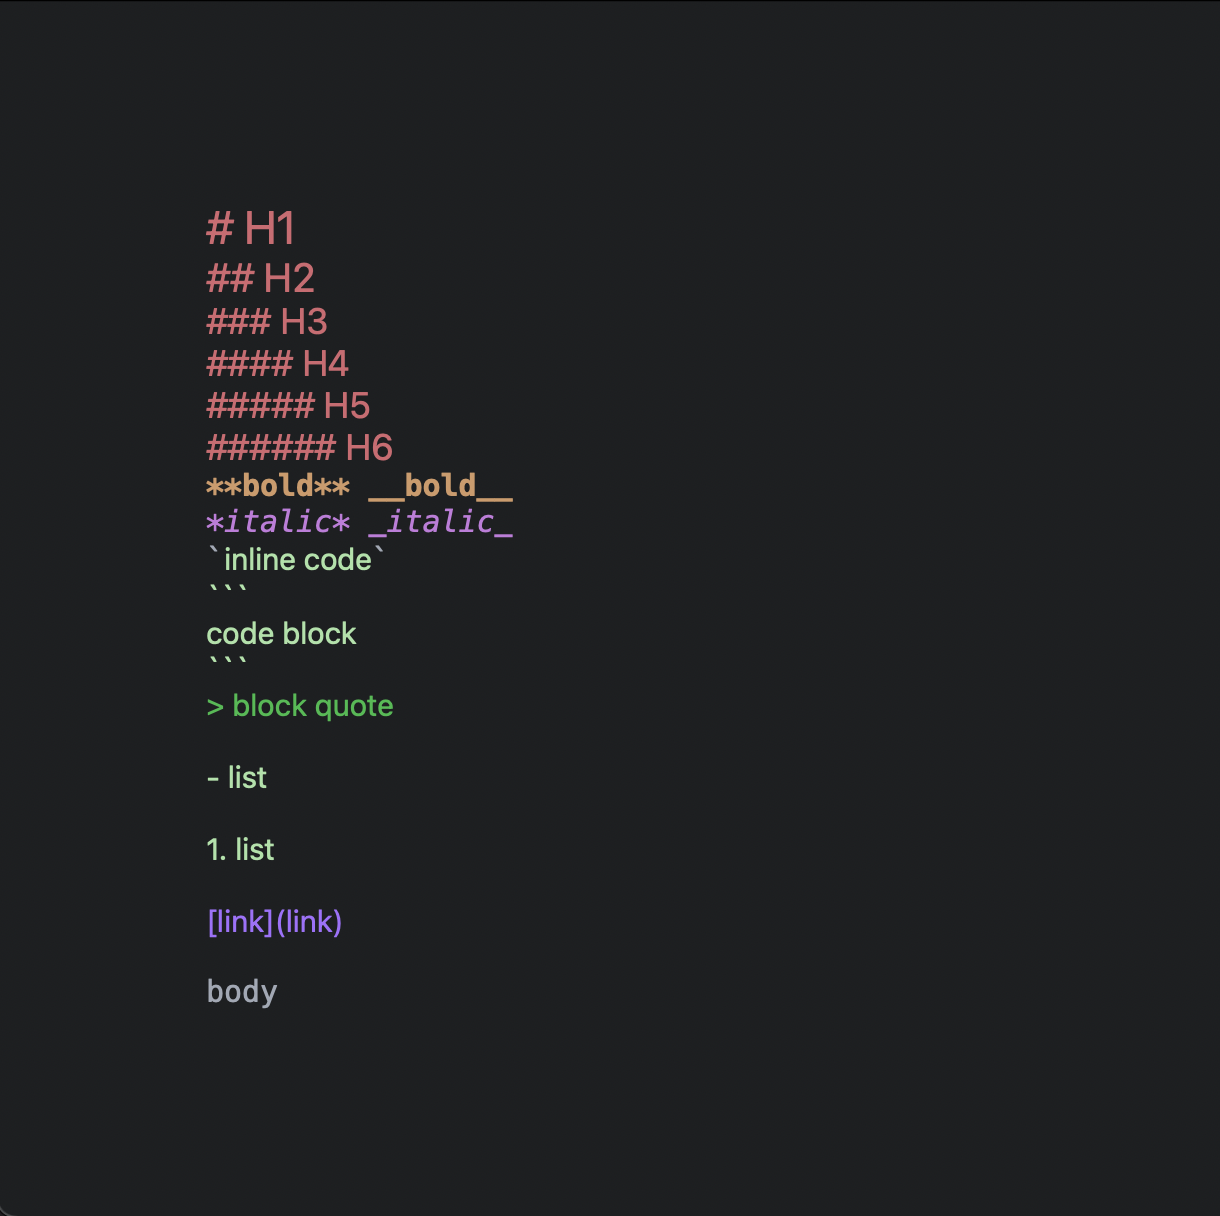 # H1
## H2
### H3
#### H4
##### H5
###### H6
**bold** __bold__
*italic* _italic_
`inline code`
```
code block
```
> block quote
- list
1. list
[link](link)
body